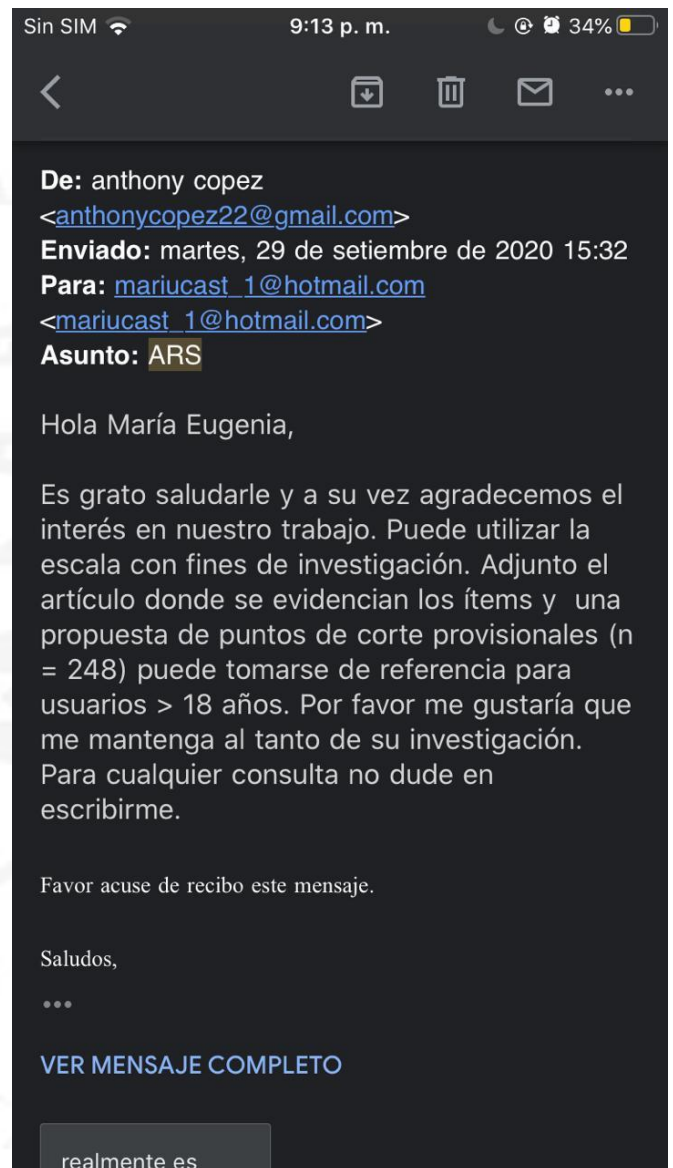 Sin SIM 9:13 p. m. 34%
De: anthony copez
<anthonycopez22@gmail.com>
Enviado: martes, 29 de setiembre de 2020 15:32
Para: mariucast_1@hotmail.com
<mariucast_1@hotmail.com>
Asunto: ARS
Hola María Eugenia,
Es grato saludarle y a su vez agradecemos el
interés en nuestro trabajo. Puede utilizar la
escala con fines de investigación. Adjunto el
artículo donde se evidencian los ítems y una
propuesta de puntos de corte provisionales (n
= 248) puede tomarse de referencia para
usuarios > 18 años. Por favor me gustaría que
me mantenga al tanto de su investigación.
Para cualquier consulta no dude en
escribirme.
Favor acuse de recibo este mensaje.
Saludos,
VER MENSAJE COMPLETO
realmente es